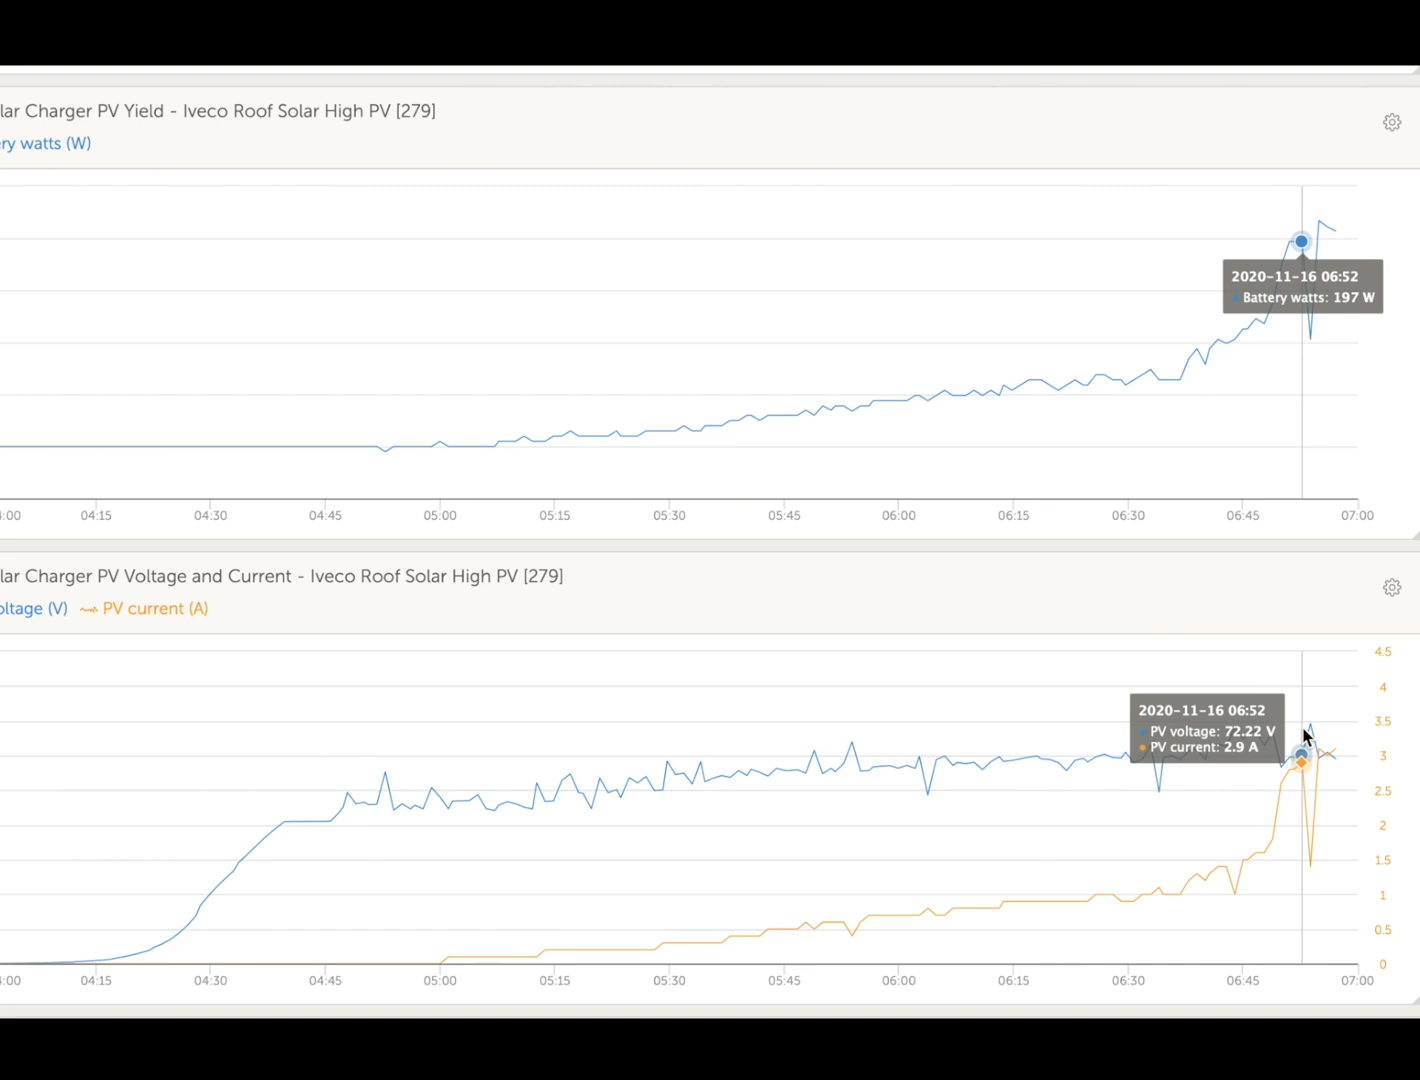 lar Charger PV Yield - Iveco Roof Solar High PV [279]
ry watts (W)
2020-11-16 06:52
Battery watts: 197 W
:00 04:15 04:30 04:45 05:00 05:15 05:30 05:45 06:00 06:15 06:30 06:45 07:00
lar Charger PV Voltage and Current - Iveco Roof Solar High PV [279]
oltage (V) PV current (A)
4.5
4
3.5
3
2.5
2
1.5
1
0.5
0
2020-11-16 06:52
PV voltage: 72.22 V
PV current: 2.9 A
:00 04:15 04:30 04:45 05:00 05:15 05:30 05:45 06:00 06:15 06:30 06:45 07:00